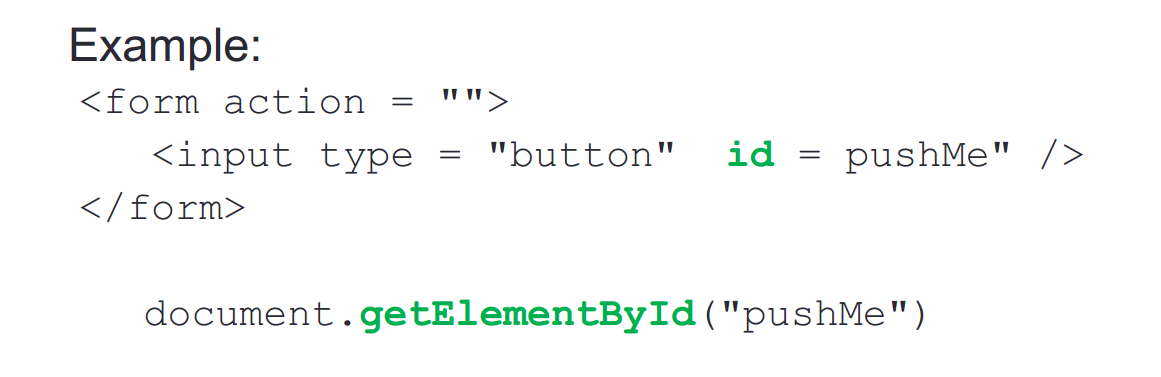 Example:
<form action = "">
<input type = "button" id = pushMe" />
</form>
document.getElementById("pushMe")